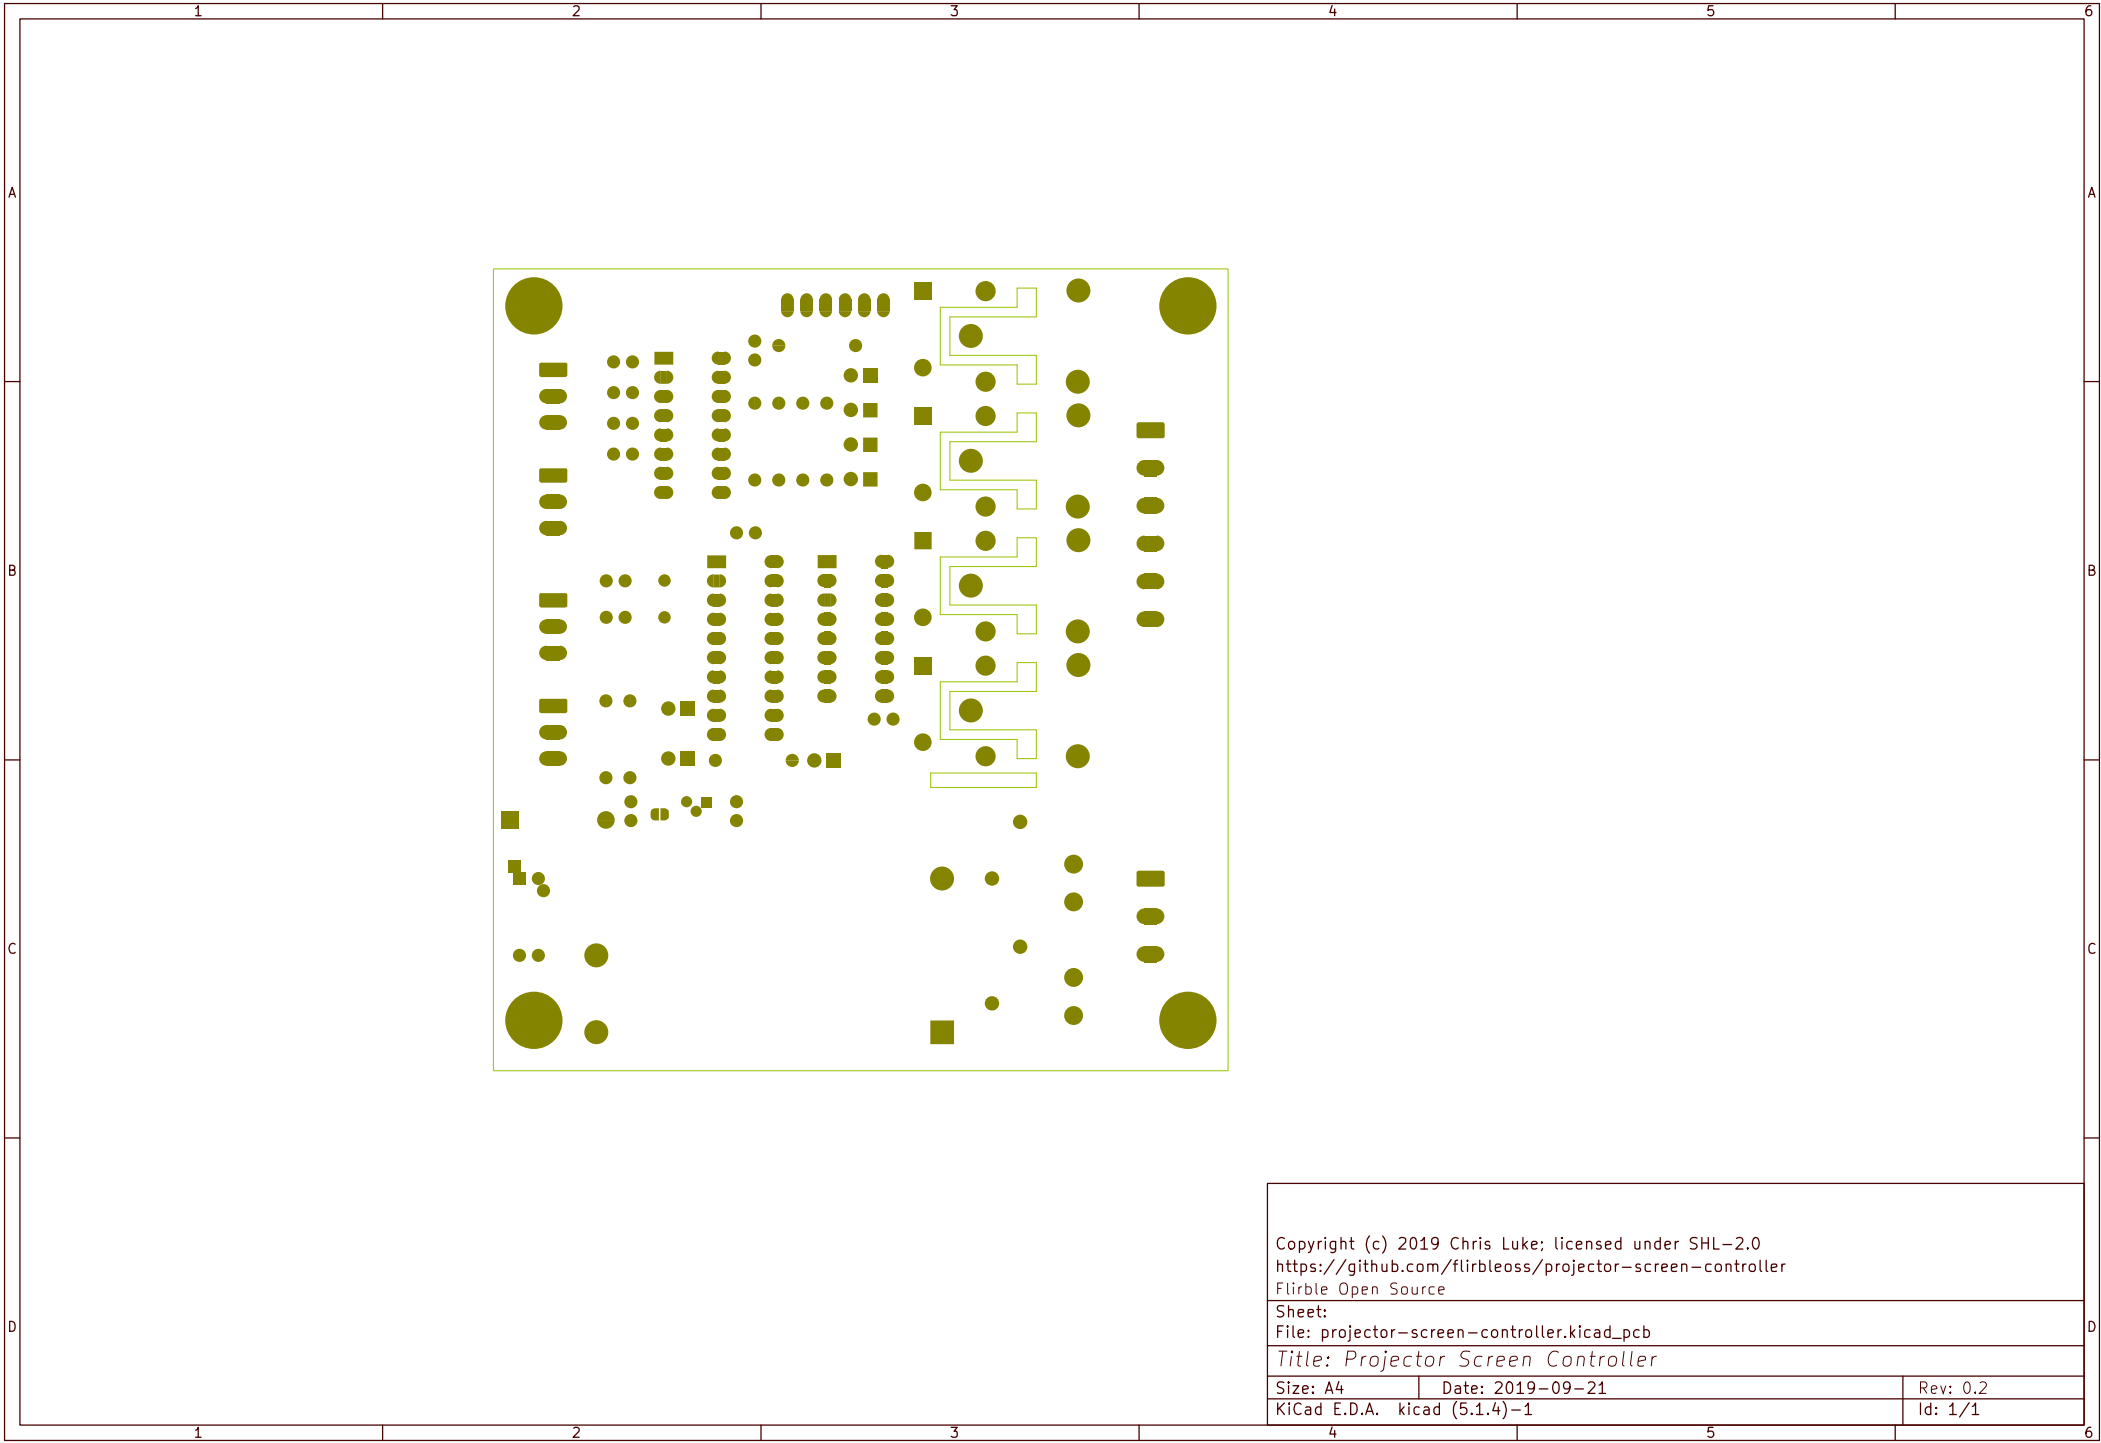 1 2 3 4 5 6
A A
B B
C C
D D
Copyright (c) 2019 Chris Luke; licensed under SHL-2.0
https://github.com/flirbleoss/projector-screen-controller
Flirble Open Source
Sheet:
File: projector-screen-controller.kicad_pcb
Title: Projector Screen Controller
Size: A4 Date: 2019-09-21 Rev: 0.2
KiCad E.D.A. kicad (5.1.4)-1 Id: 1/1
1 2 3 4 5 6